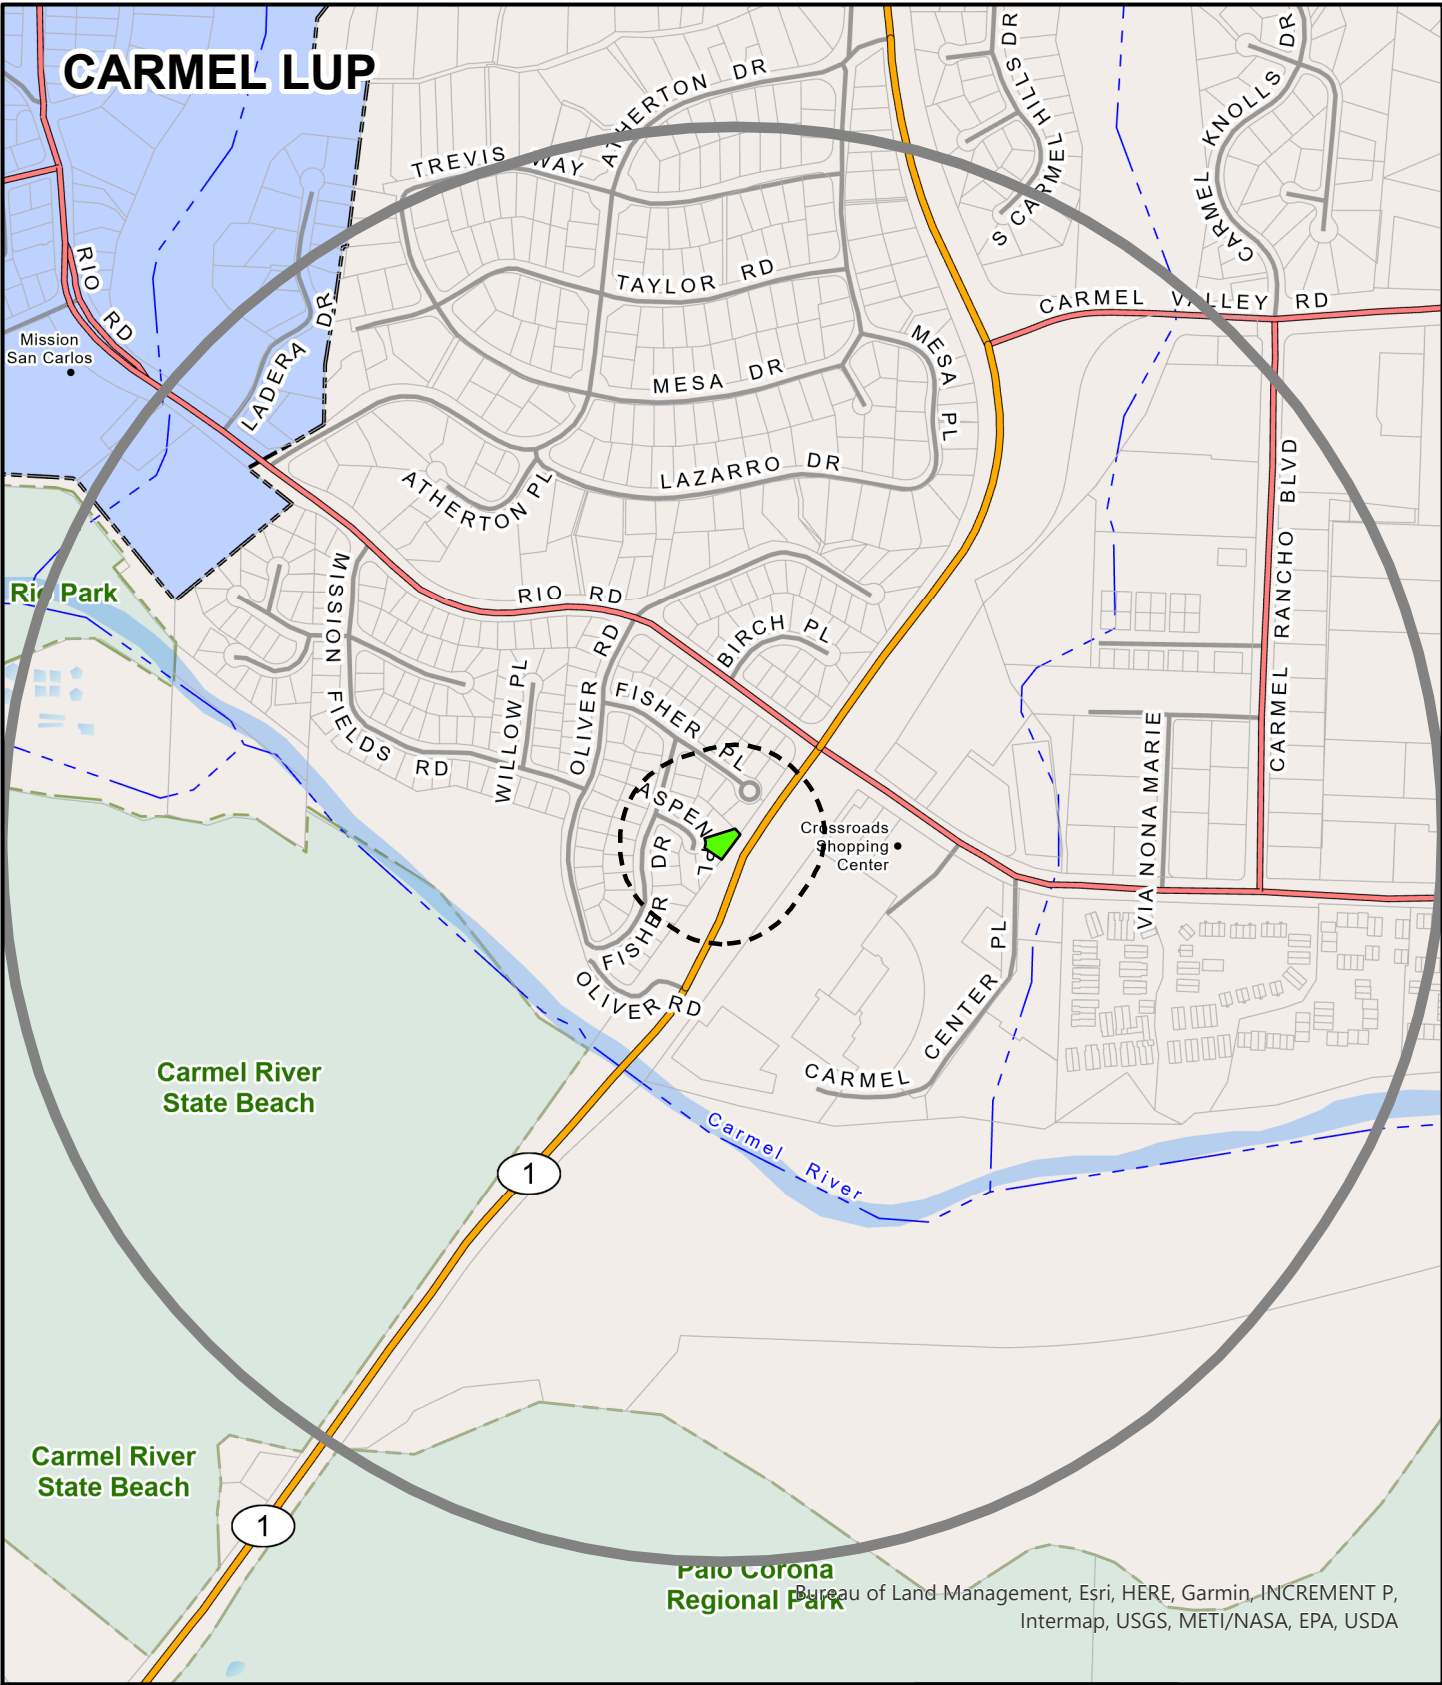 CARMEL LUP
ATHERTON DR
S CARMEL HILLS DR
CARMEL KNOLLS DR
TREVIS WAY
RIO RD
TAYLOR RD
CARMEL VALLEY RD
LADERA DR
Mission
San Carlos
MESA DR
MESA PL
ATHERTON PL
LAZARRO DR
CARMEL RANCHO BLVD
Rio Park
MISSION FIELDS RD
RIO RD
BIRCH PL
WILLOW PL
OLIVER RD
FISHER PL
VIA NONA MARIE
ASPEN PL
Crossroads
Shopping
Center
FISHER DR
OLIVER RD
CARMEL CENTER PL
Carmel River
State Beach
Carmel River
1
Carmel River
State Beach
1
Palo Corona
Regional Park
Bureau of Land Management, Esri, HERE, Garmin, INCREMENT P,
Intermap, USGS, METI/NASA, EPA, USDA